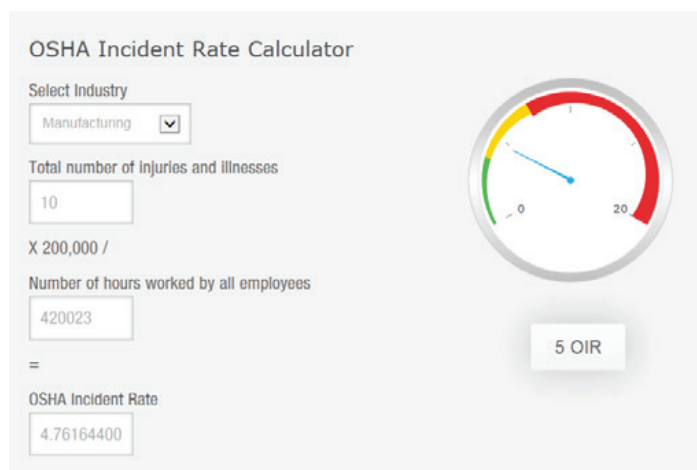 OSHA Incident Rate Calculator
Select Industry
Manufacturing
Total number of injuries and illnesses
10
X 200,000 /
Number of hours worked by all employees
420023
=
OSHA Incident Rate
4.76164400
0
20
5 OIR